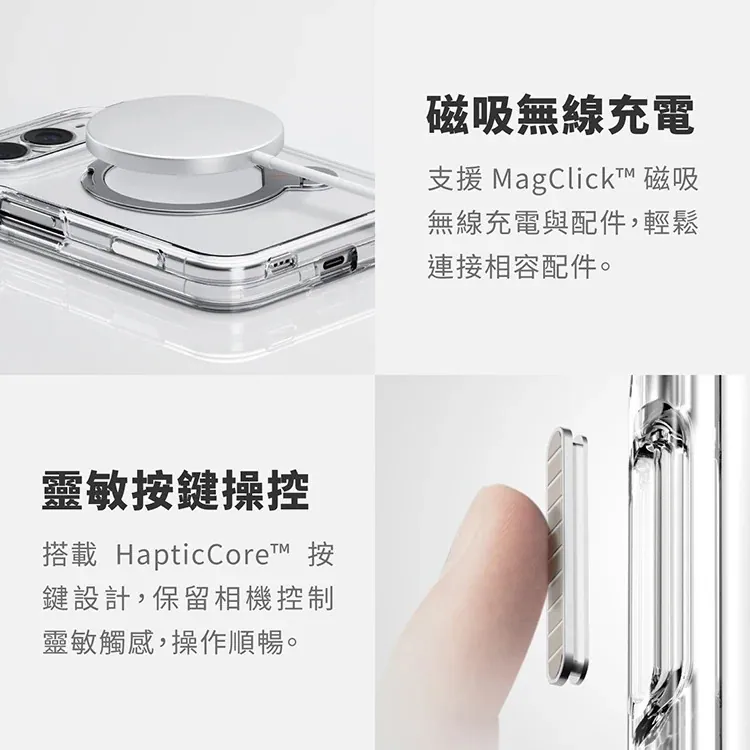 磁吸無線充電
支援 MagClick™ 磁吸
無線充電與配件，輕鬆
連接相容配件。
靈敏按鍵操控
搭載 HapticCore™ 按
鍵設計，保留相機控制
靈敏觸感，操作順暢。